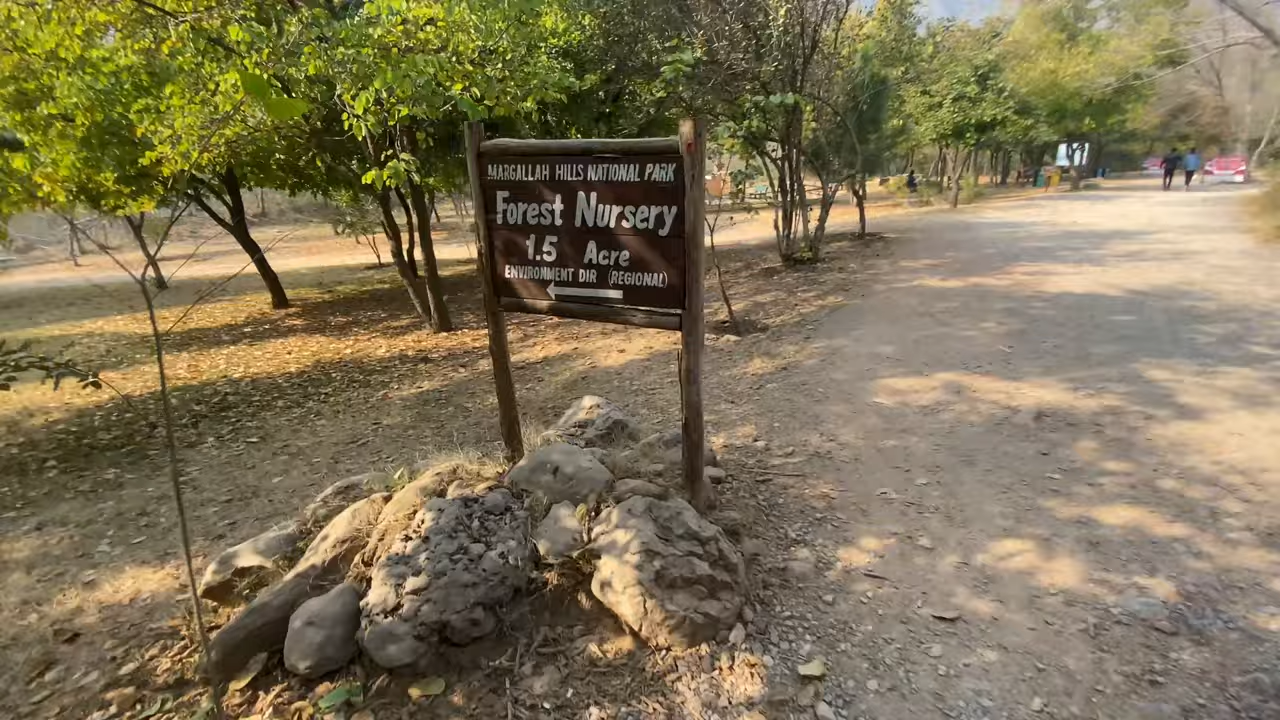 MARGALLAH HILLS NATIONAL PARK
Forest Nursery
1.5 Acre
ENVIRONMENT DIR (REGIONAL)